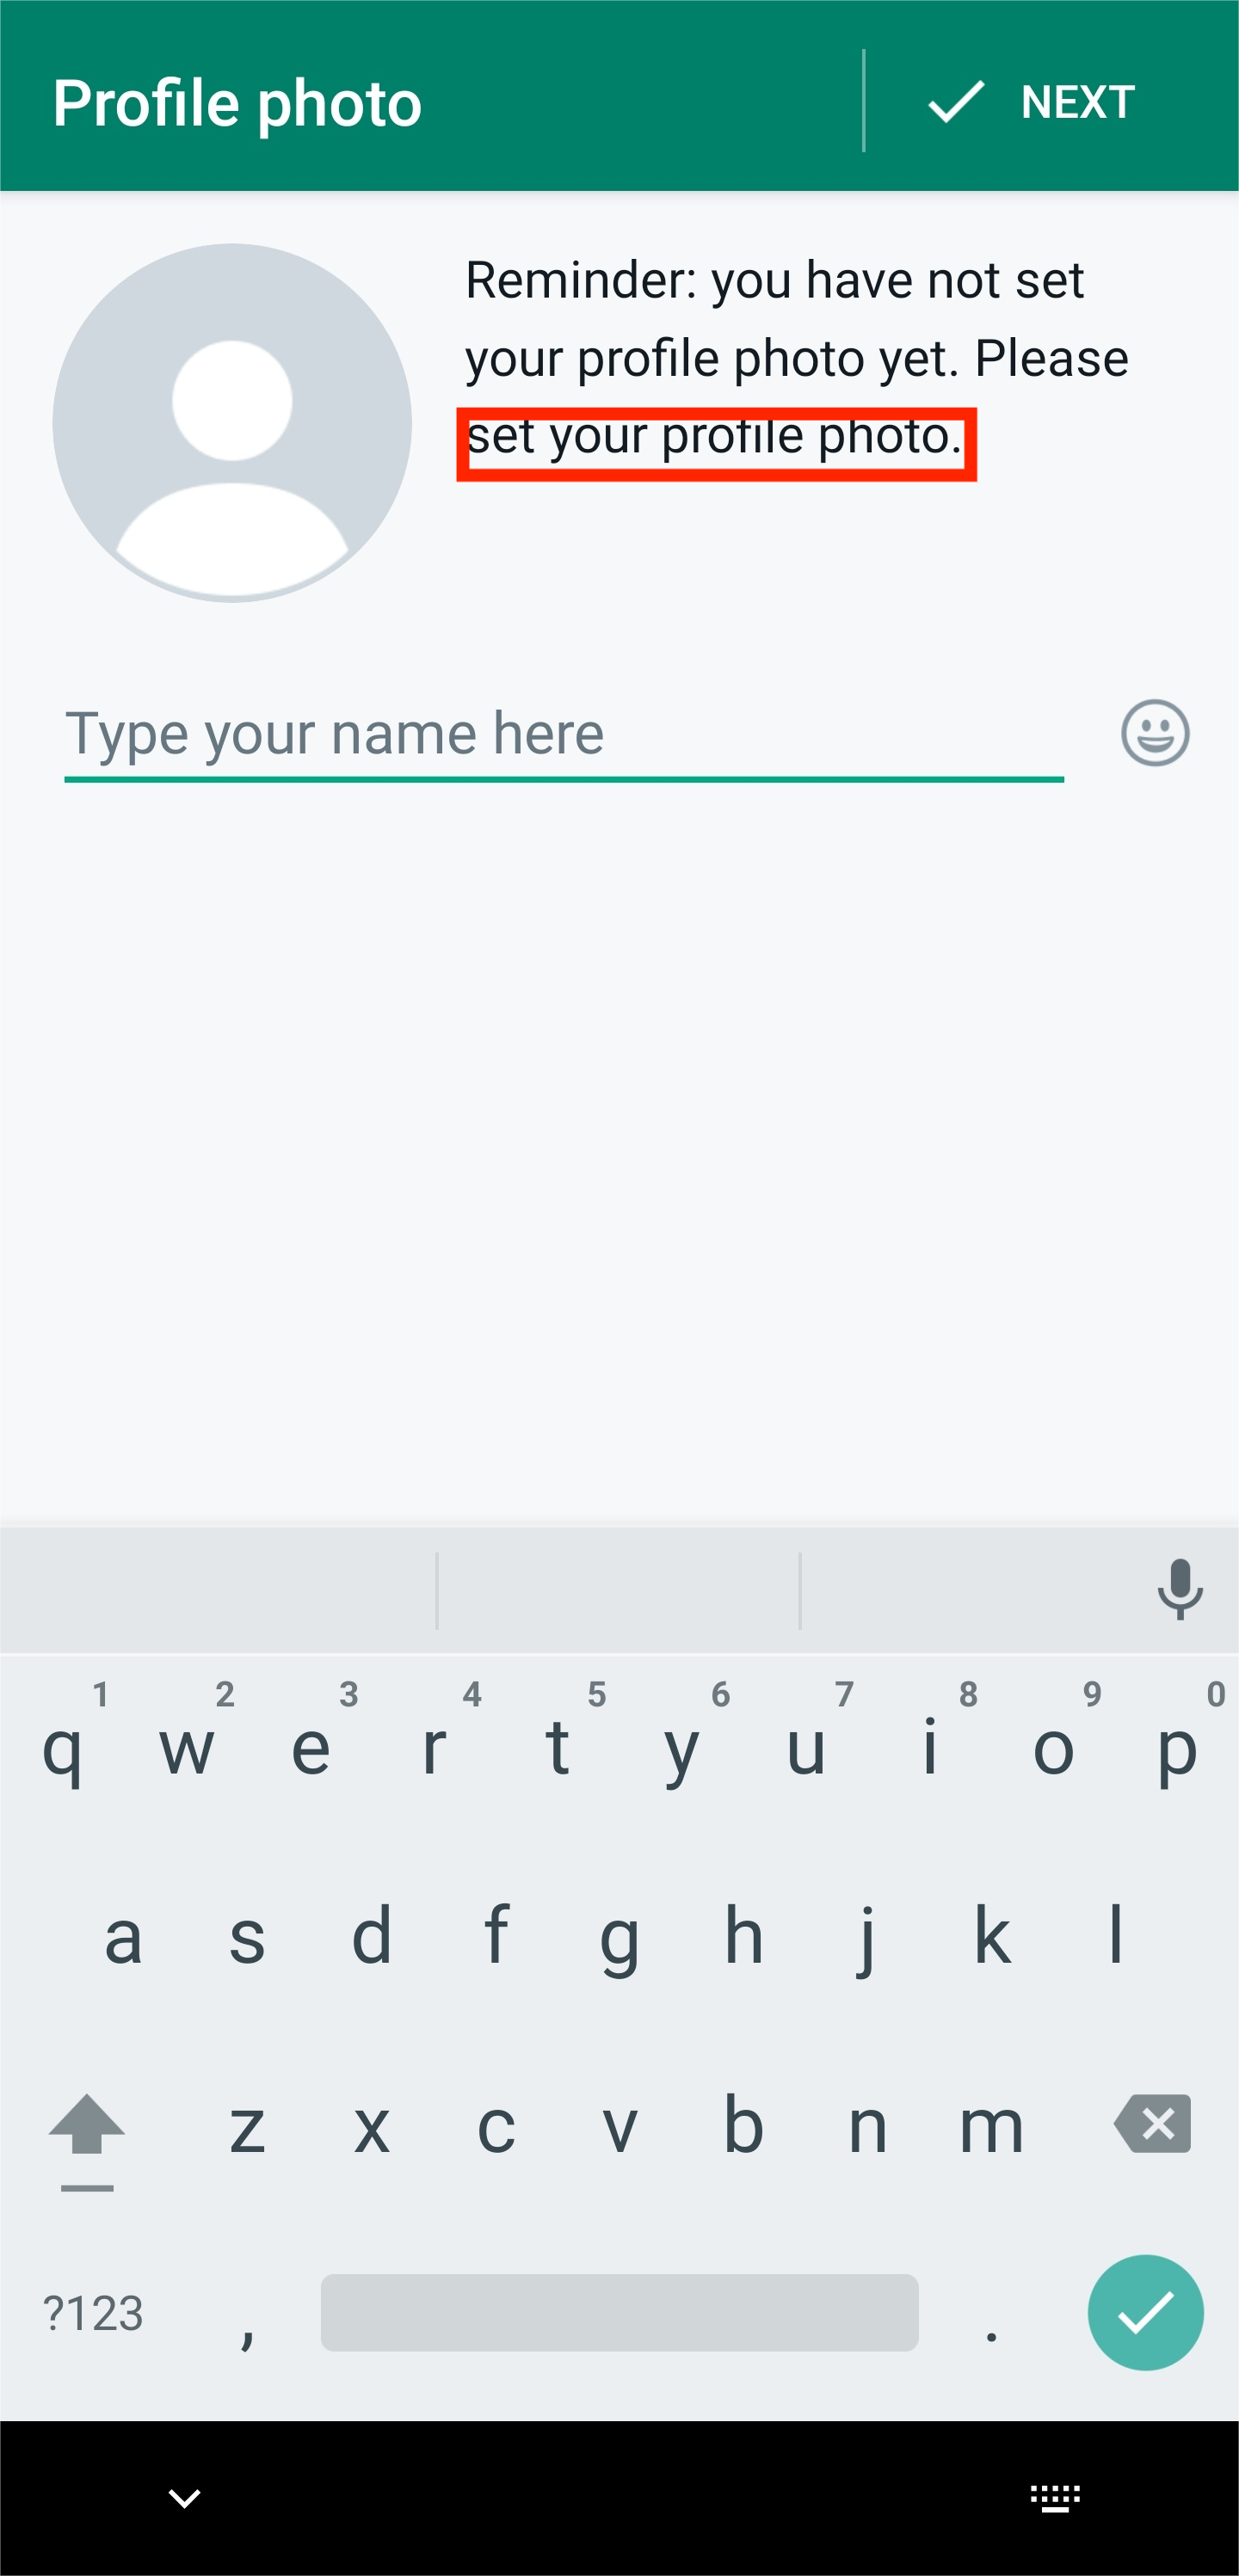 Profile photo
NEXT
Reminder: you have not set
your profile photo yet. Please
set your profile photo.
Type your name here
1 2 3 4 5 6 7 8 9 0
q w e r t y u i o p
a s d f g h j k l
z x c v b n m
?123 , .